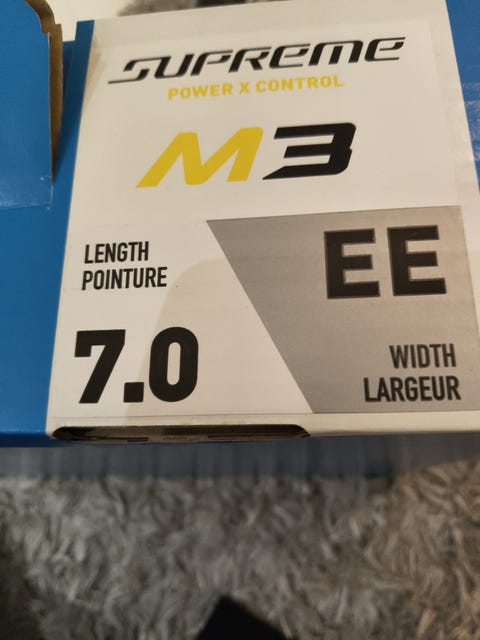 SUPREME
POWER X CONTROL
M3
LENGTH
POINTURE
7.0
EE
WIDTH
LARGEUR